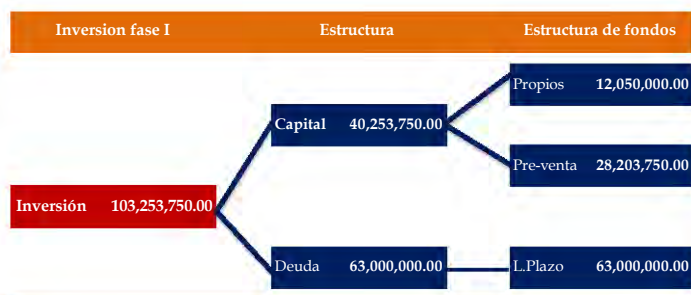 Inversion fase I Estructura Estructura de fondos
Propios 12,050,000.00
Capital 40,253,750.00
Pre-venta 28,203,750.00
Inversión 103,253,750.00
Deuda 63,000,000.00 L.Plazo 63,000,000.00